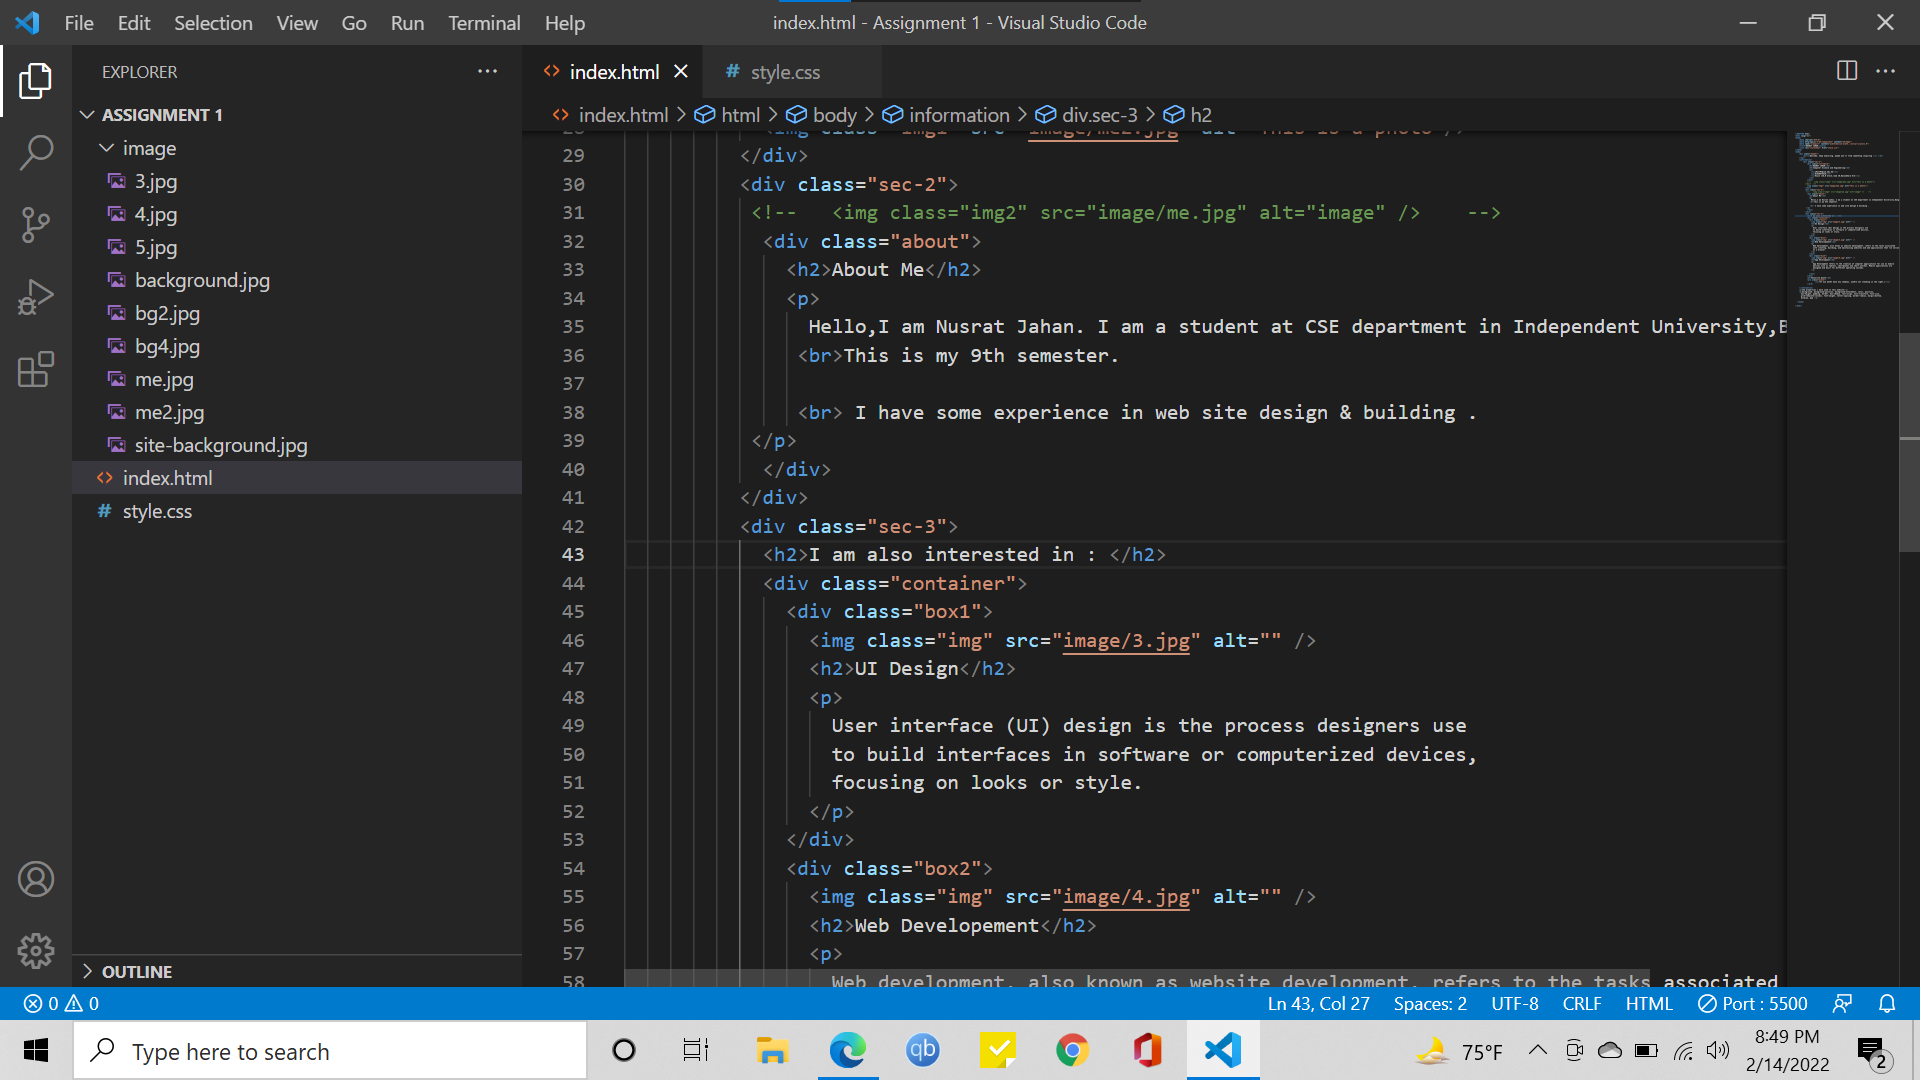 File Edit Selection View Go Run Terminal Help
index.html - Assignment 1 - Visual Studio Code
EXPLORER
ASSIGNMENT 1
image
3.jpg
4.jpg
5.jpg
background.jpg
bg2.jpg
bg4.jpg
me.jpg
me2.jpg
site-background.jpg
index.html
style.css
OUTLINE
index.html
style.css
index.html > html > body > information > div.sec-3 > h2
28 <img class="img1" src="image/me2.jpg" alt="This is a photo"/>
29 </div>
30 <div class="sec-2">
31 <!--   <img class="img2" src="image/me.jpg" alt="image" />    -->
32 <div class="about">
33 <h2>About Me</h2>
34 <p>
35 Hello,I am Nusrat Jahan. I am a student at CSE department in Independent University,B
36 <br>This is my 9th semester.
37
38 <br> I have some experience in web site design & building .
39 </p>
40 </div>
41 </div>
42 <div class="sec-3">
43 <h2>I am also interested in : </h2>
44 <div class="container">
45 <div class="box1">
46 <img class="img" src="image/3.jpg" alt="" />
47 <h2>UI Design</h2>
48 <p>
49 User interface (UI) design is the process designers use
50 to build interfaces in software or computerized devices,
51 focusing on looks or style.
52 </p>
53 </div>
54 <div class="box2">
55 <img class="img" src="image/4.jpg" alt="" />
56 <h2>Web Developement</h2>
57 <p>
58 Web development, also known as website development, refers to the tasks associated
0 0
Ln 43, Col 27 Spaces: 2 UTF-8 CRLF HTML Port : 5500
Type here to search
qb
75°F
8:49 PM
2/14/2022
2